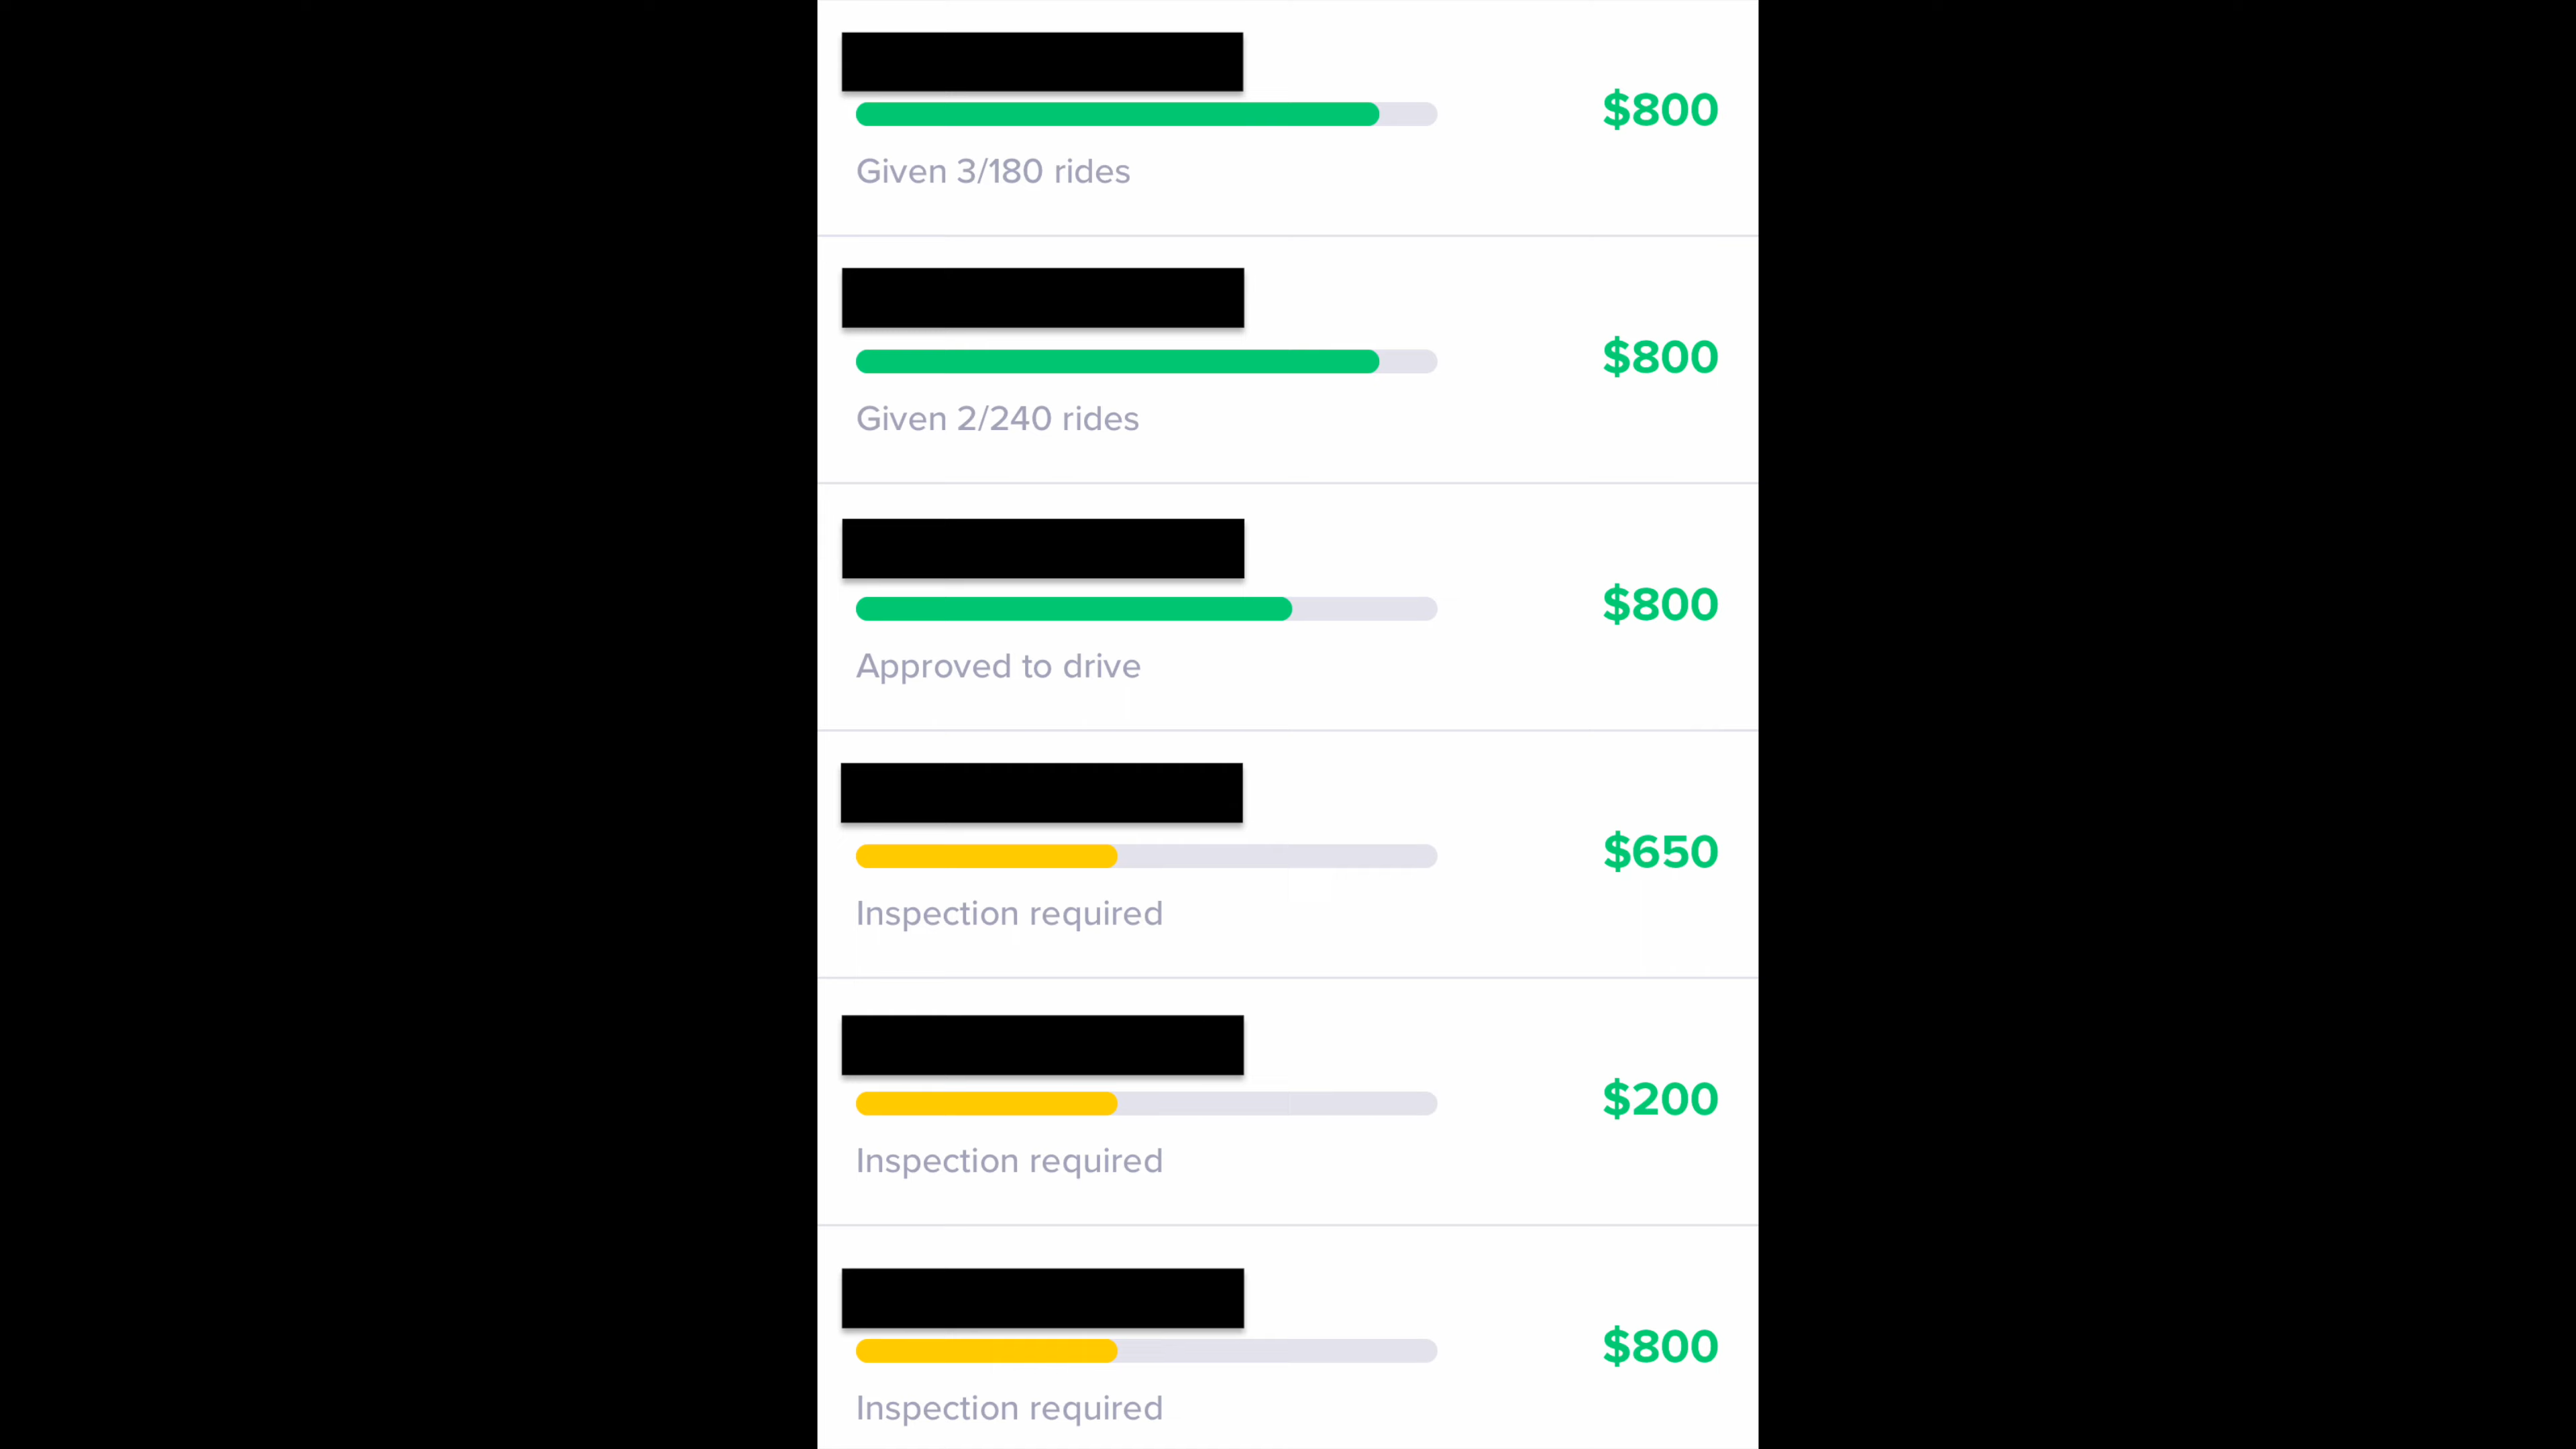 $800
Given 3/180 rides
$800
Given 2/240 rides
$800
Approved to drive
$650
Inspection required
$200
Inspection required
$800
Inspection required